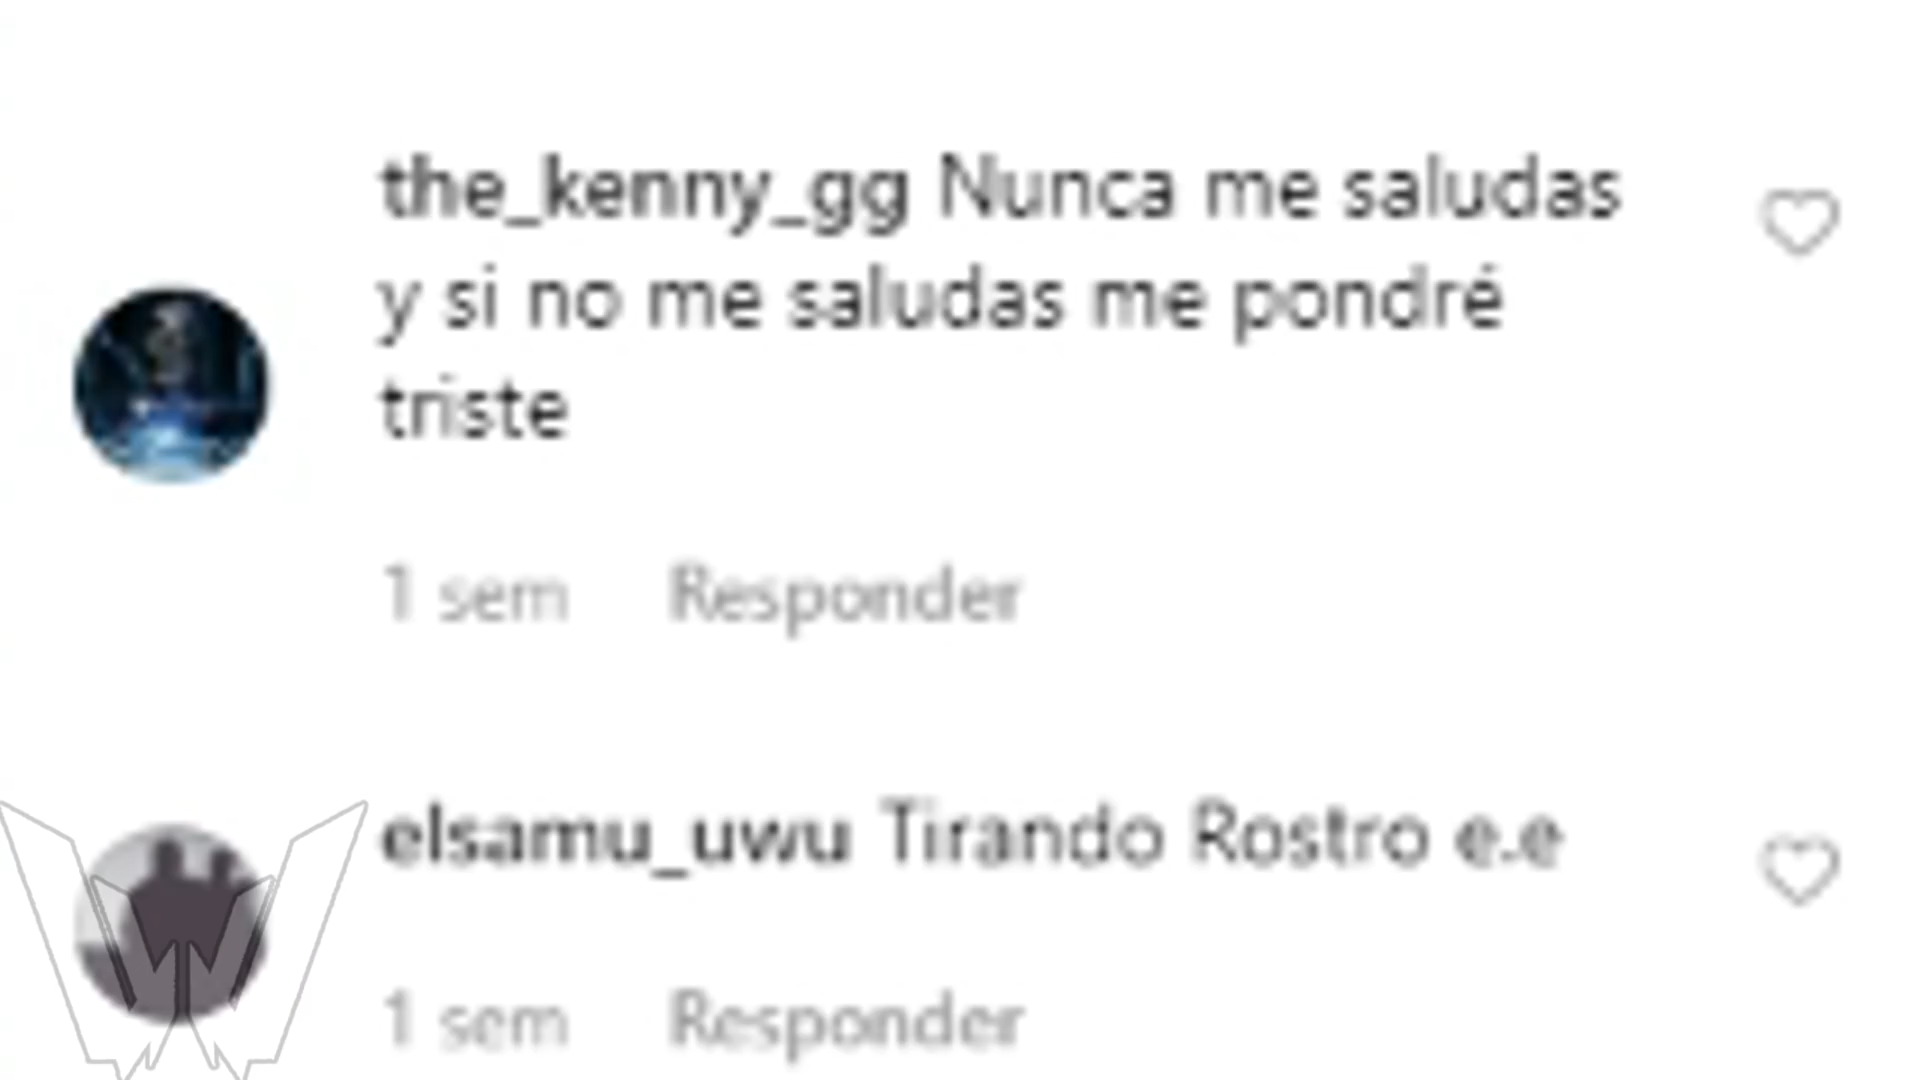 the_kenny_gg Nunca me saludas
y si no me saludas me pondré
triste
1 sem Responder
elsamu_uwu Tirando Rostro e.e
1 sem Responder